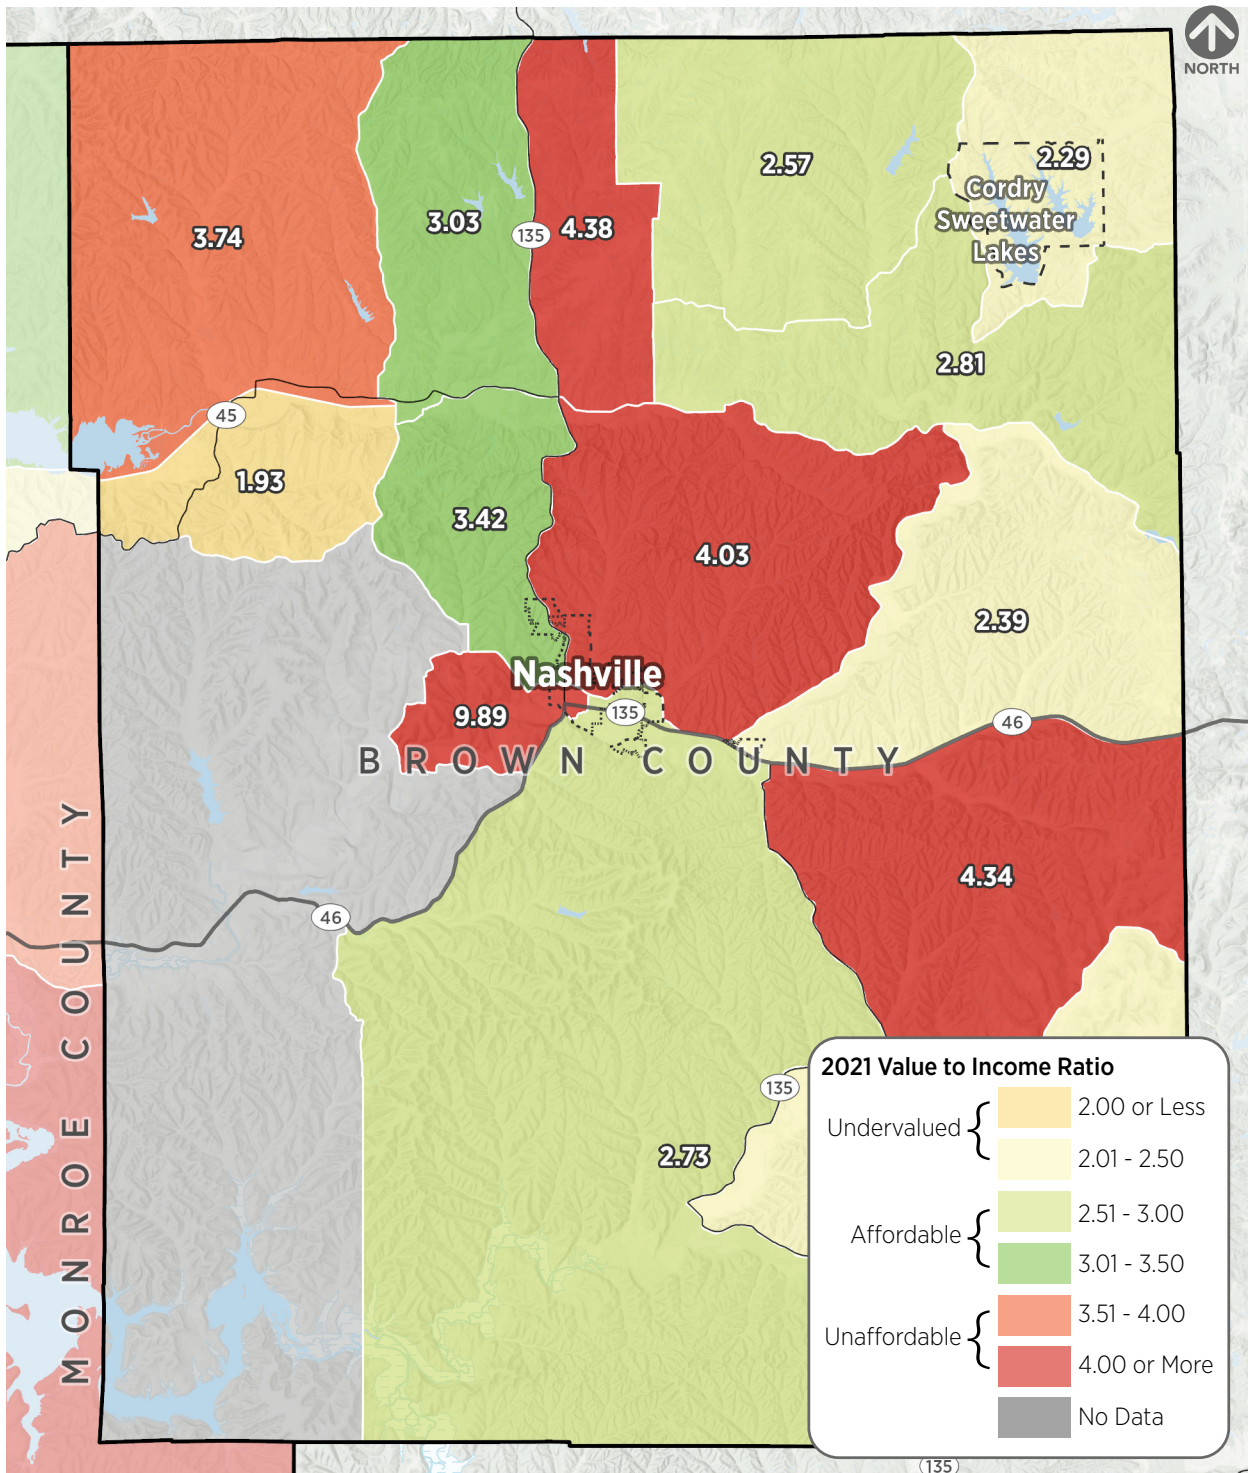 NORTH
2.57
2.29
Cordry
Sweetwater
Lakes
3.74
3.03
135
4.38
2.81
45
1.93
3.42
4.03
2.39
Nashville
9.89
135
46
BROWN COUNTY
4.34
46
MONROE COUNTY
135
2.73
2021 Value to Income Ratio
Undervalued
2.00 or Less
2.01 - 2.50
Affordable
2.51 - 3.00
3.01 - 3.50
Unaffordable
3.51 - 4.00
4.00 or More
No Data
135